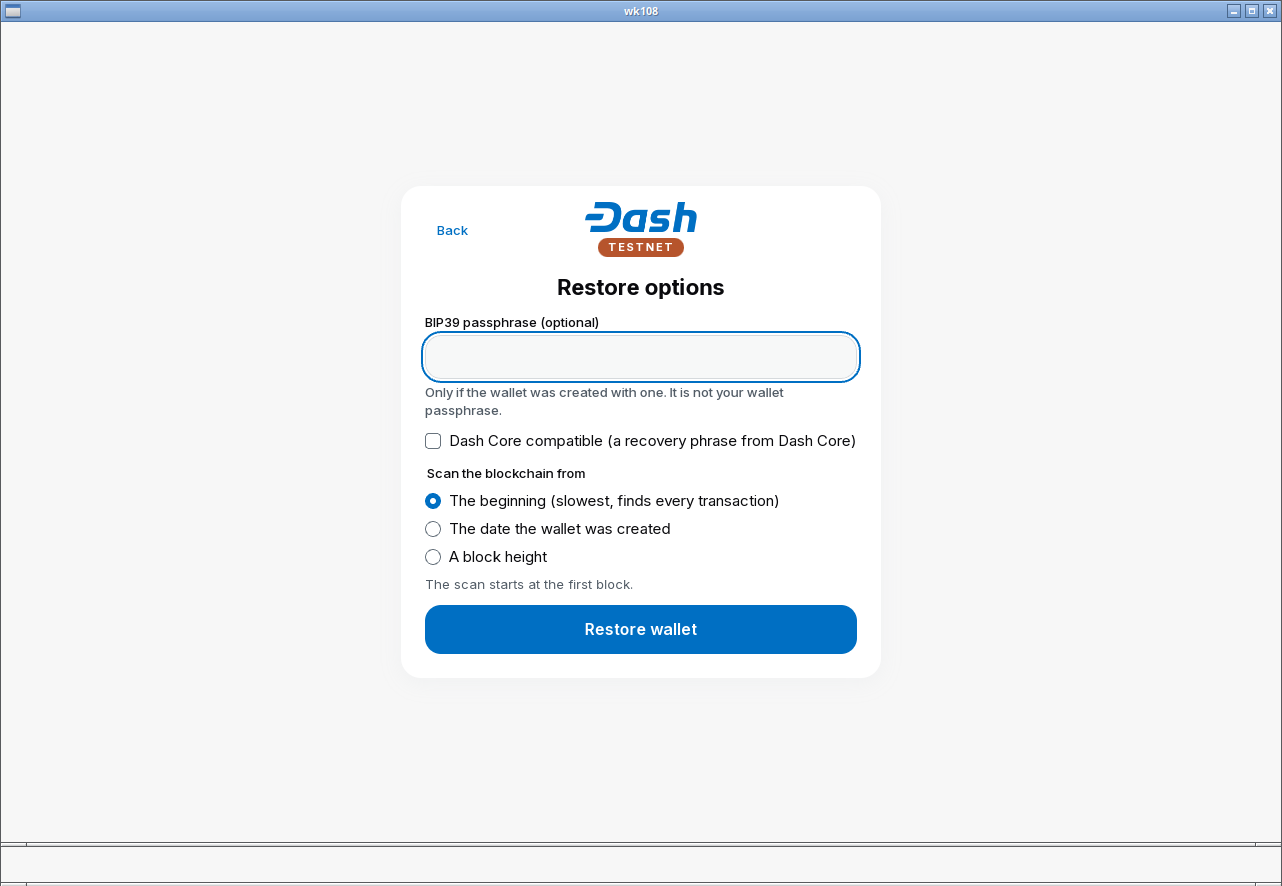 wk108
Back
Dash
TESTNET
Restore options
BIP39 passphrase (optional)
Only if the wallet was created with one. It is not your wallet
passphrase.
Dash Core compatible (a recovery phrase from Dash Core)
Scan the blockchain from
The beginning (slowest, finds every transaction)
The date the wallet was created
A block height
The scan starts at the first block.
Restore wallet